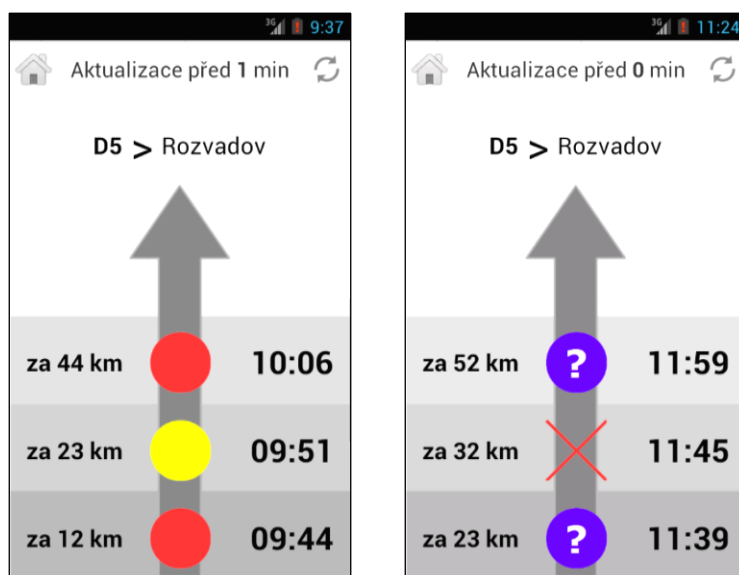 3G 9:37
Aktualizace před 1 min
D5 > Rozvadov
za 44 km 10:06
za 23 km 09:51
za 12 km 09:44
3G 11:24
Aktualizace před 0 min
D5 > Rozvadov
za 52 km ? 11:59
za 32 km 11:45
za 23 km ? 11:39